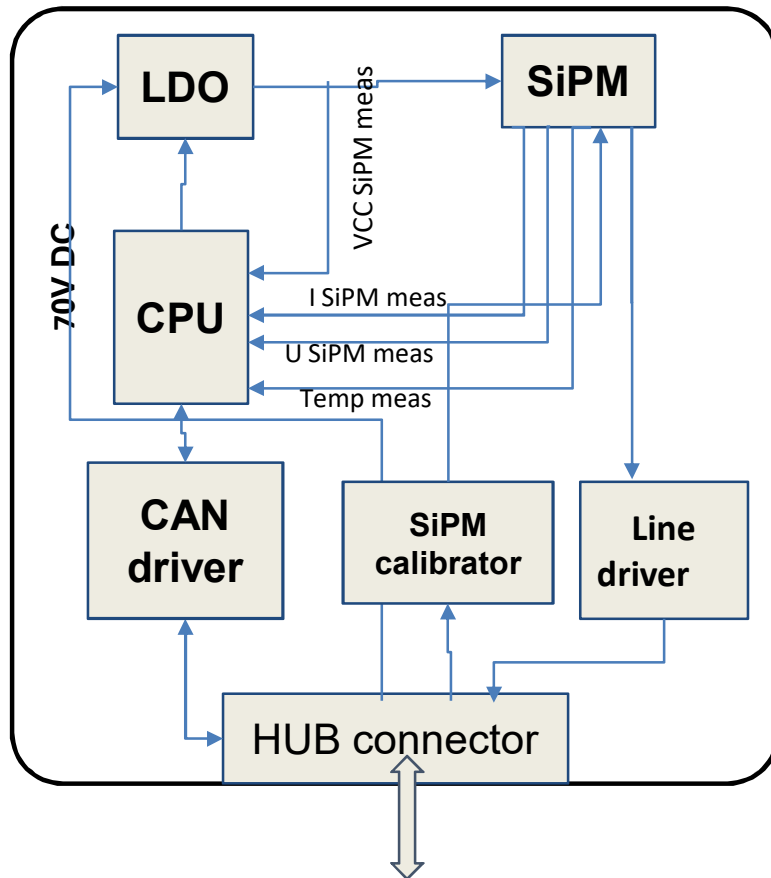 LDO
SiPM
VCC SiPM meas
70V DC
CPU
I SiPM meas
U SiPM meas
Temp meas
CAN
driver
SiPM
calibrator
Line
driver
HUB connector